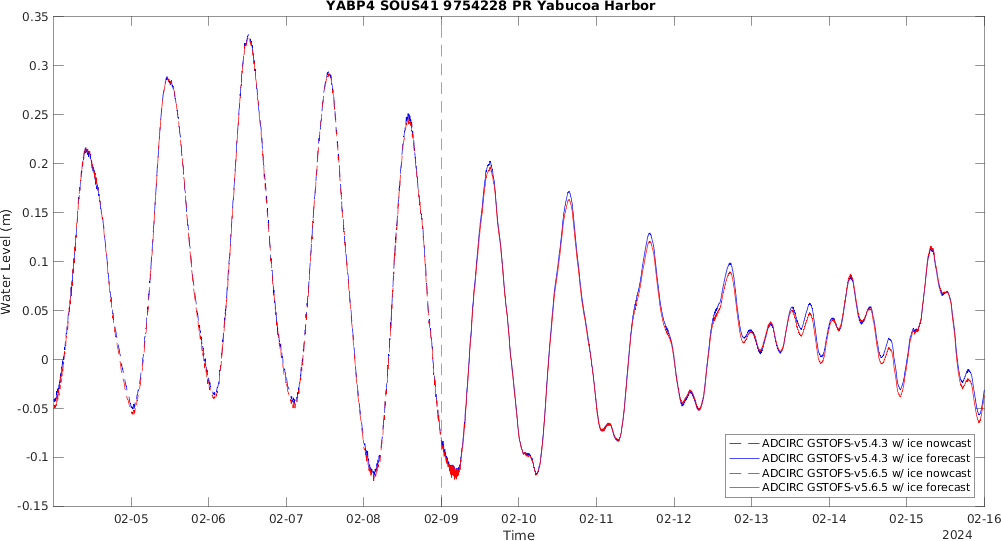 YABP4 SOUS41 9754228 PR Yabucoa Harbor
0.35
0.3
0.25
0.2
0.15
0.1
0.05
0
-0.05
-0.1
-0.15
Water Level (m)
ADCIRC GSTOFS-v5.4.3 w/ ice nowcast
ADCIRC GSTOFS-v5.4.3 w/ ice forecast
ADCIRC GSTOFS-v5.6.5 w/ ice nowcast
ADCIRC GSTOFS-v5.6.5 w/ ice forecast
02-05 02-06 02-07 02-08 02-09 02-10 02-11 02-12 02-13 02-14 02-15 02-16
Time
2024